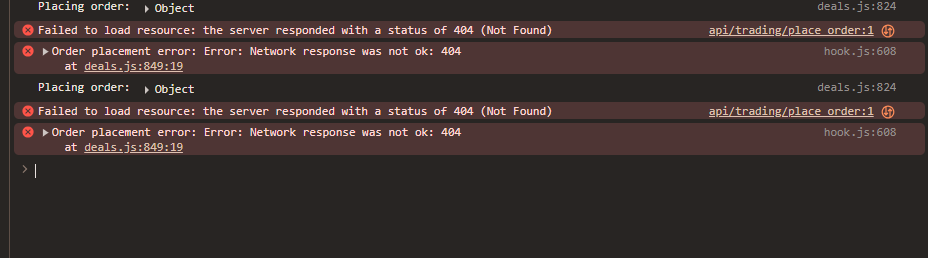 Placing order: ▶ Object deals.js:824
Failed to load resource: the server responded with a status of 404 (Not Found) api/trading/place_order:1
▶Order placement error: Error: Network response was not ok: 404 hook.js:608
at deals.js:849:19
Placing order: ▶ Object deals.js:824
Failed to load resource: the server responded with a status of 404 (Not Found) api/trading/place_order:1
▶Order placement error: Error: Network response was not ok: 404 hook.js:608
at deals.js:849:19